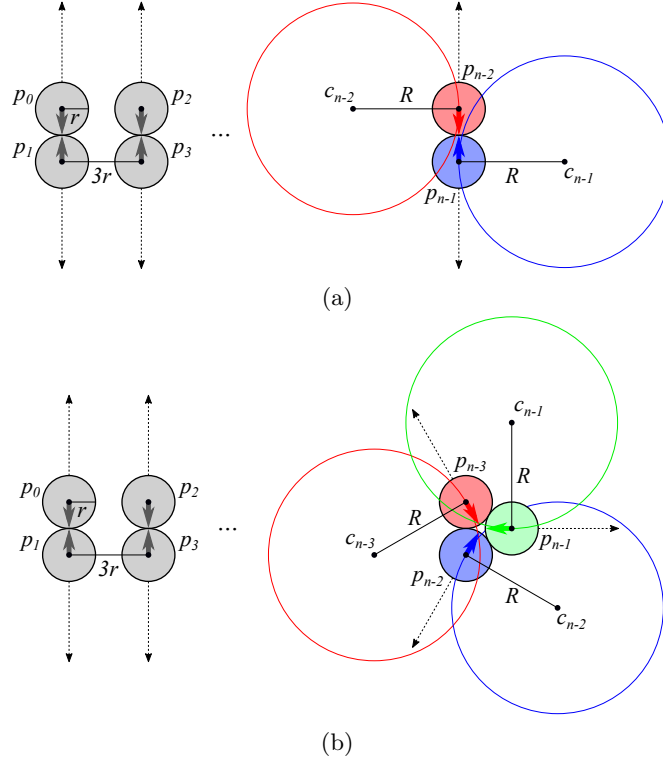 p0 r p2 ... cn-2 R pn-2
p1 3r p3 pn-1 R cn-1
(a)
cn-1
p0 r p2 ... pn-3 R
p1 3r p3 cn-3 R pn-2 pn-1
R cn-2
(b)